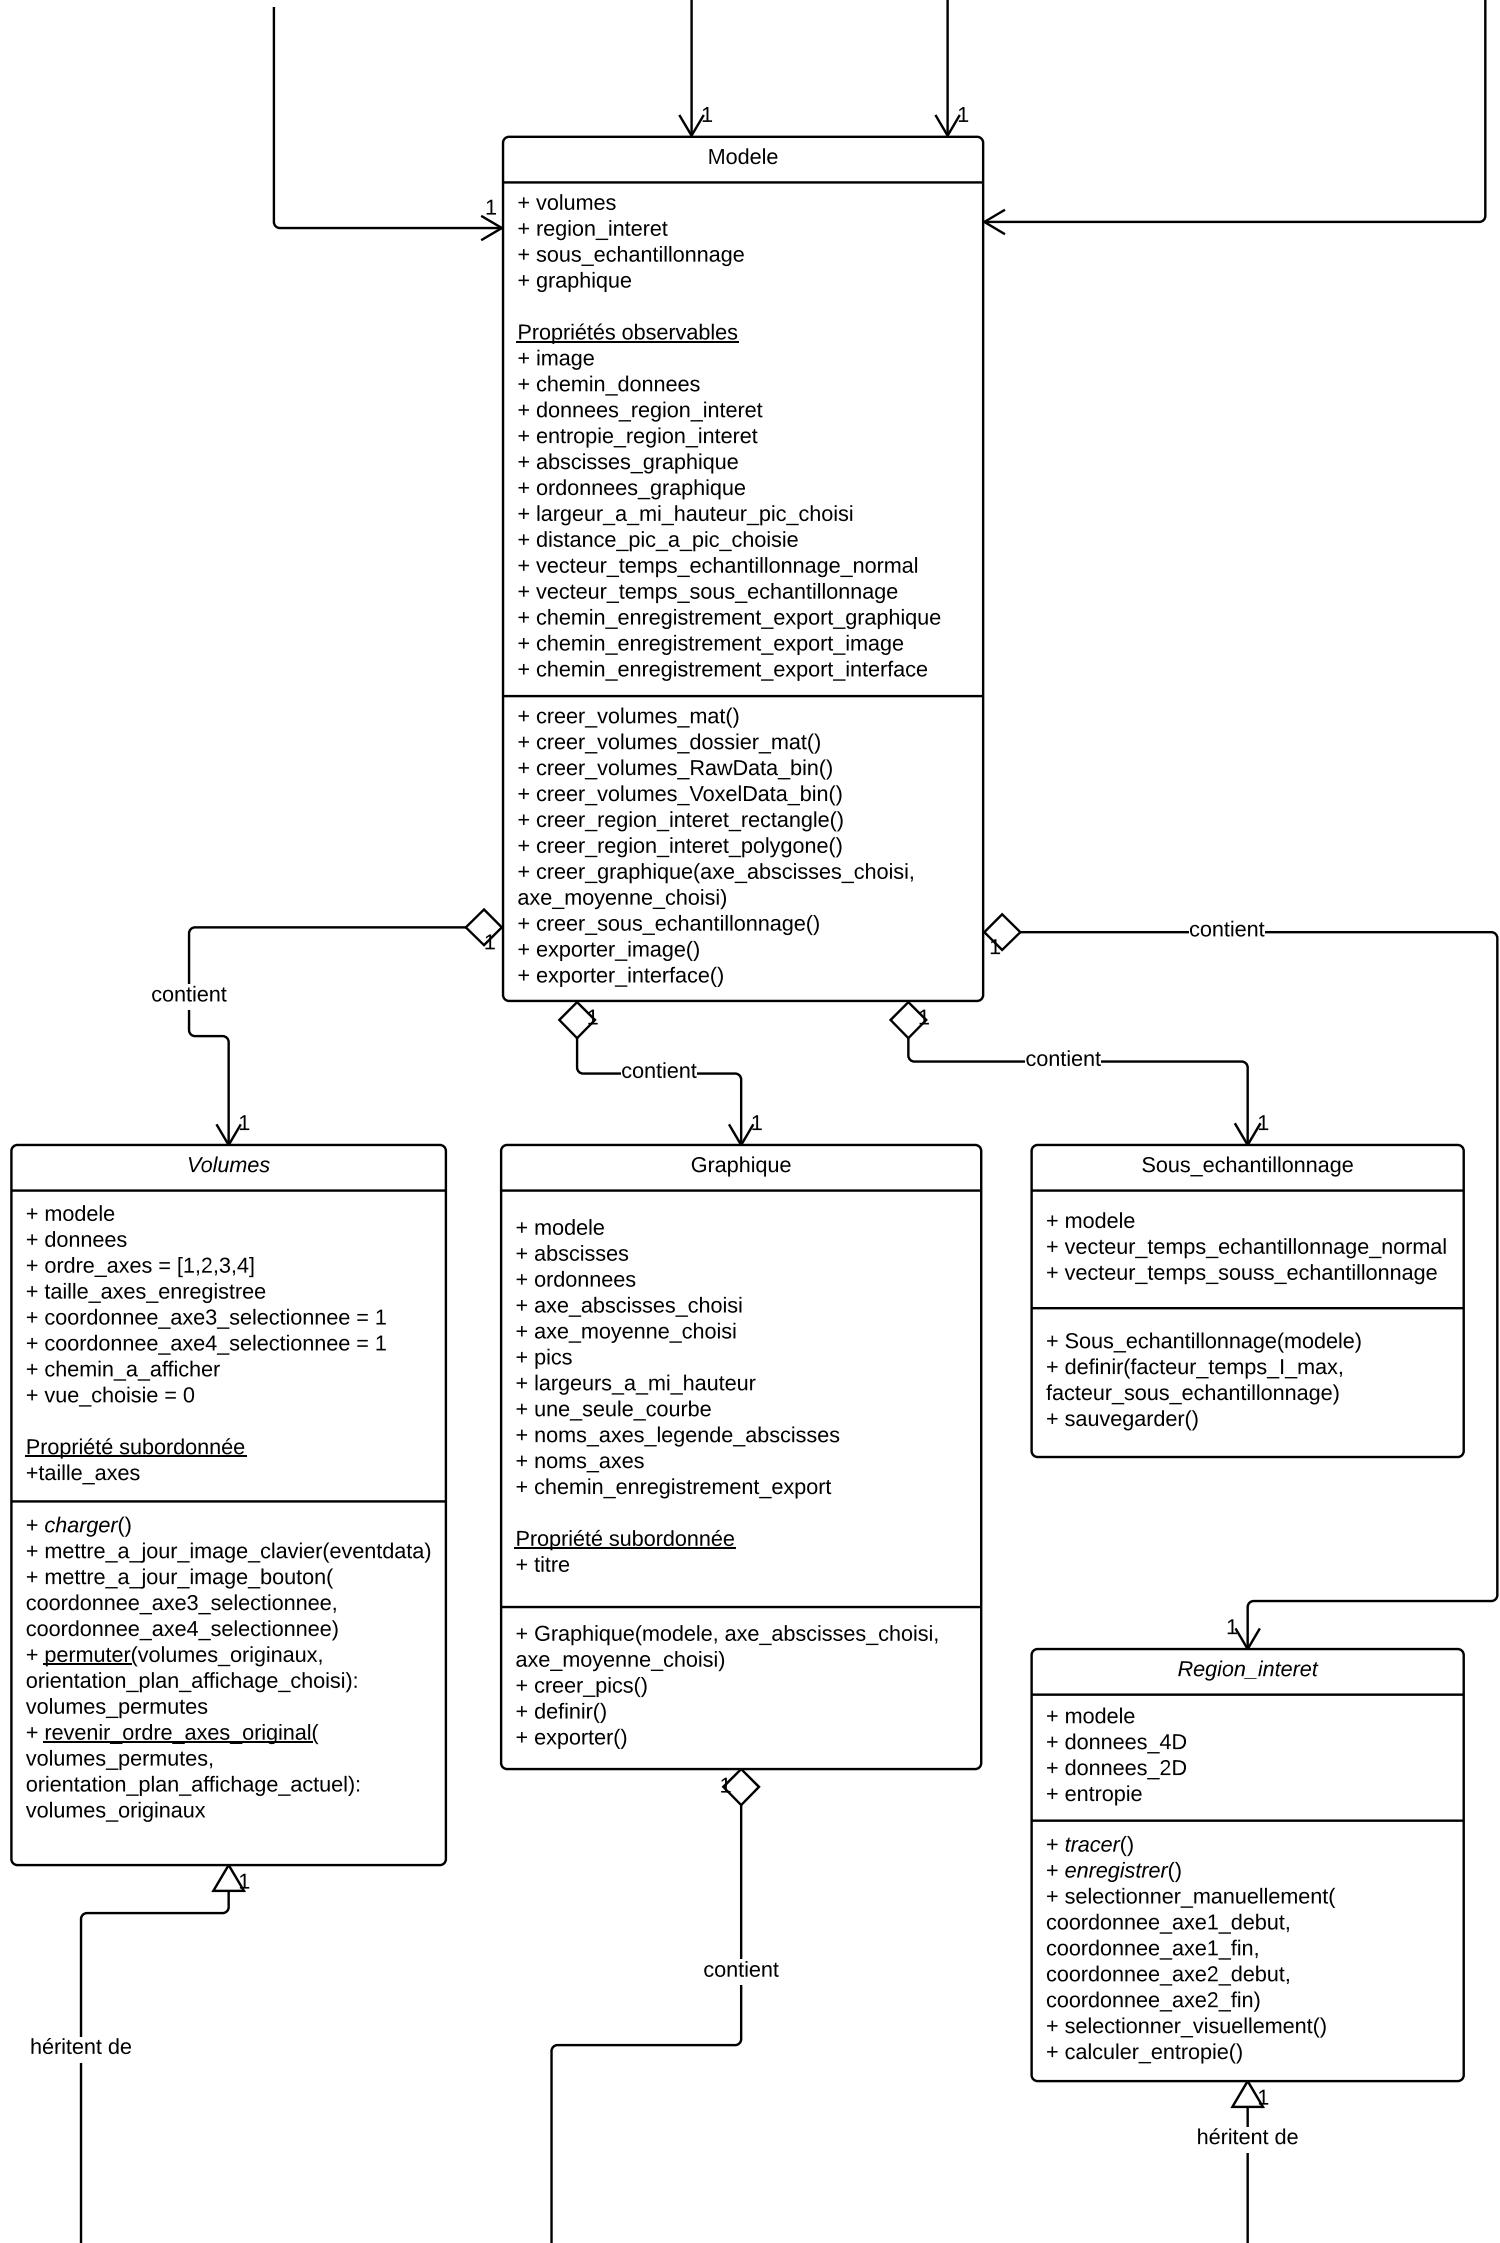 1
1
Modele
1
+ volumes
+ region_interet
+ sous_echantillonnage
+ graphique
Propriétés observables
+ image
+ chemin_donnees
+ donnees_region_interet
+ entropie_region_interet
+ abscisses_graphique
+ ordonnees_graphique
+ largeur_a_mi_hauteur_pic_choisi
+ distance_pic_a_pic_choisie
+ vecteur_temps_echantillonnage_normal
+ vecteur_temps_sous_echantillonnage
+ chemin_enregistrement_export_graphique
+ chemin_enregistrement_export_image
+ chemin_enregistrement_export_interface
+ creer_volumes_mat()
+ creer_volumes_dossier_mat()
+ creer_volumes_RawData_bin()
+ creer_volumes_VoxelData_bin()
+ creer_region_interet_rectangle()
+ creer_region_interet_polygone()
+ creer_graphique(axe_abscisses_choisi,
axe_moyenne_choisi)
+ creer_sous_echantillonnage()
+ exporter_image()
+ exporter_interface()
1
1
contient
contient
1
1
contient
contient
1
1
1
Volumes
+ modele
+ donnees
+ ordre_axes = [1,2,3,4]
+ taille_axes_enregistree
+ coordonnee_axe3_selectionnee = 1
+ coordonnee_axe4_selectionnee = 1
+ chemin_a_afficher
+ vue_choisie = 0
Propriété subordonnée
+taille_axes
+ charger()
+ mettre_a_jour_image_clavier(eventdata)
+ mettre_a_jour_image_bouton(
coordonnee_axe3_selectionnee,
coordonnee_axe4_selectionnee)
+ permuter(volumes_originaux,
orientation_plan_affichage_choisi):
volumes_permutes
+ revenir_ordre_axes_original(
volumes_permutes,
orientation_plan_affichage_actuel):
volumes_originaux
1
héritent de
Graphique
+ modele
+ abscisses
+ ordonnees
+ axe_abscisses_choisi
+ axe_moyenne_choisi
+ pics
+ largeurs_a_mi_hauteur
+ une_seule_courbe
+ noms_axes_legende_abscisses
+ noms_axes
+ chemin_enregistrement_export
Propriété subordonnée
+ titre
+ Graphique(modele, axe_abscisses_choisi,
axe_moyenne_choisi)
+ creer_pics()
+ definir()
+ exporter()
1
contient
Sous_echantillonnage
+ modele
+ vecteur_temps_echantillonnage_normal
+ vecteur_temps_souss_echantillonnage
+ Sous_echantillonnage(modele)
+ definir(facteur_temps_I_max,
facteur_sous_echantillonnage)
+ sauvegarder()
1
Region_interet
+ modele
+ donnees_4D
+ donnees_2D
+ entropie
+ tracer()
+ enregistrer()
+ selectionner_manuellement(
coordonnee_axe1_debut,
coordonnee_axe1_fin,
coordonnee_axe2_debut,
coordonnee_axe2_fin)
+ selectionner_visuellement()
+ calculer_entropie()
1
héritent de